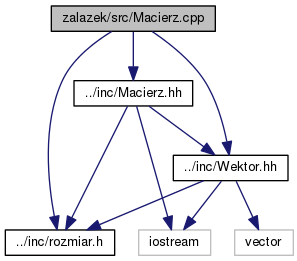 zalazek/src/Macierz.cpp
../inc/Macierz.hh
../inc/Wektor.hh
../inc/rozmiar.h
iostream
vector